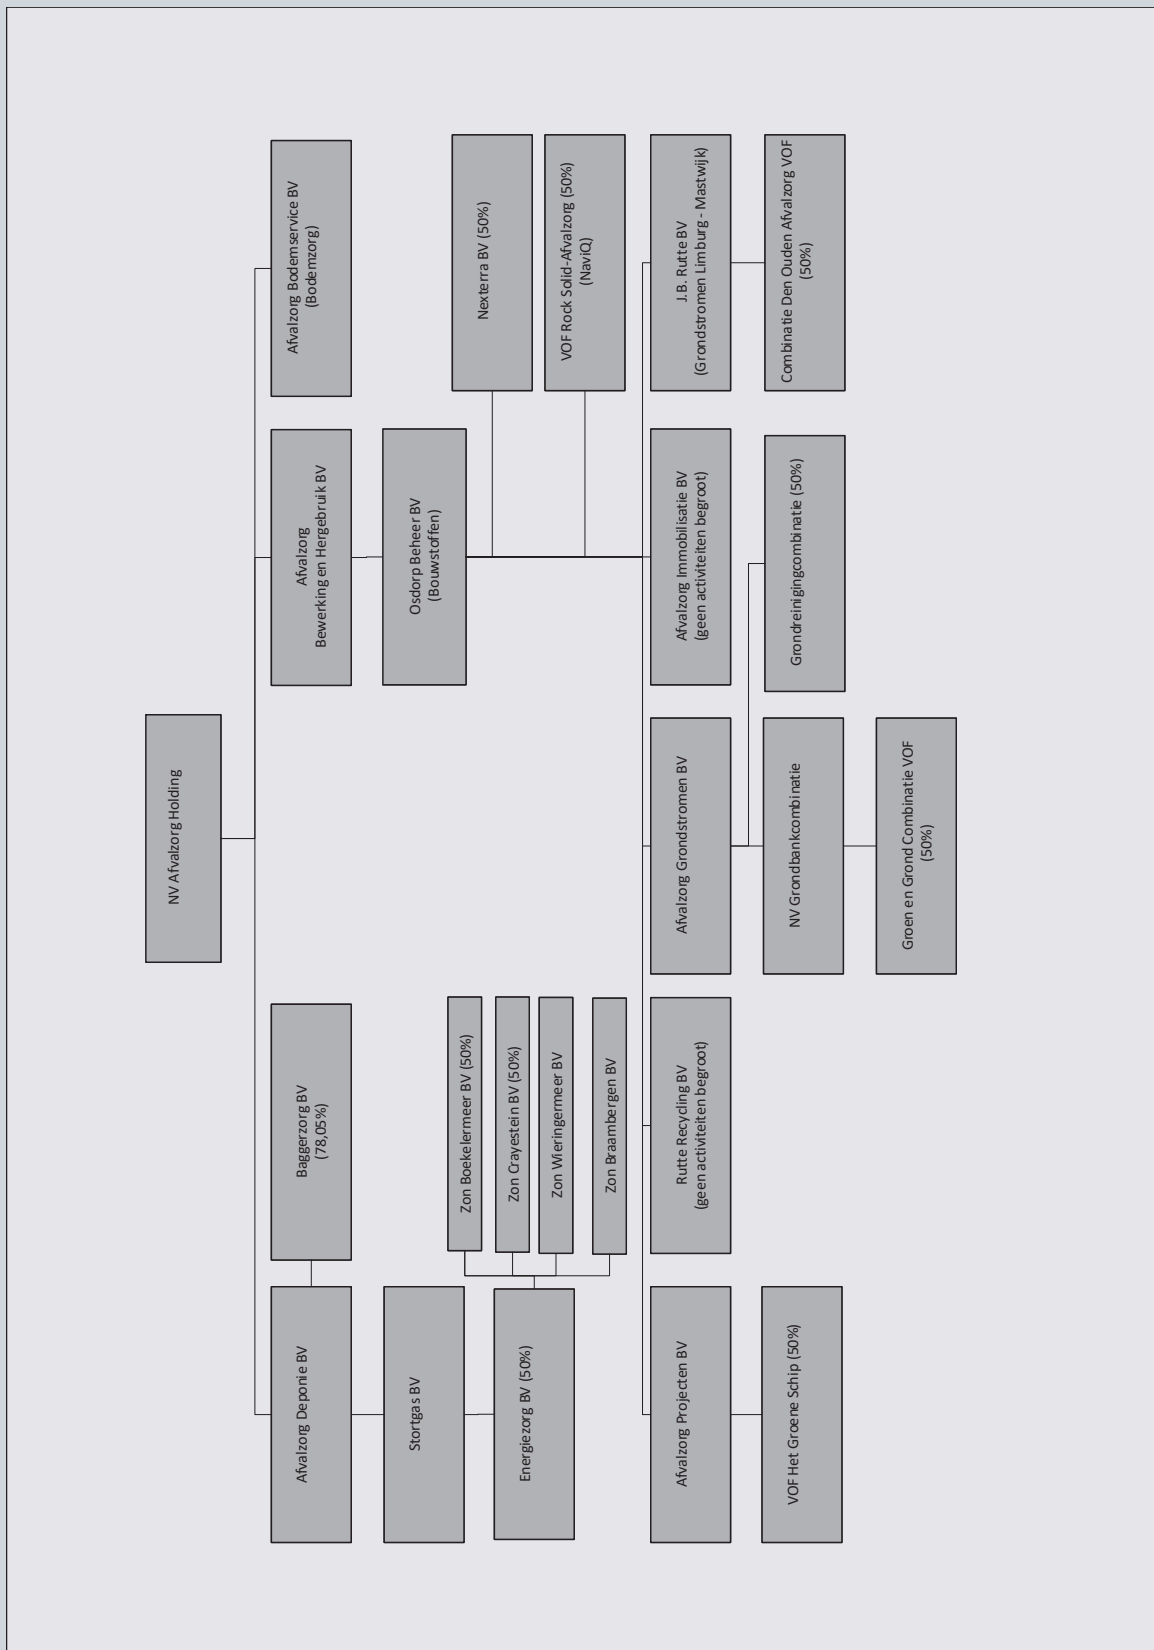 NV Afvalzorg Holding
Afvalzorg Deponie BV
Baggerzorg BV
(78,05%)
Afvalzorg
Bewerking en Hergebruik BV
Afvalzorg Bodemservice BV
(Bodemzorg)
Stortgas BV
Osdorp Beheer BV
(Bouwstoffen)
Energiezorg BV (50%)
Zon Boekelermeer BV (50%)
Zon Crayestein BV (50%)
Zon Wieringermeer BV
Zon Braambergen BV
Nexterra BV (50%)
VOF Rock Solid-Afvalzorg (50%)
(NaviQ)
Afvalzorg Projecten BV
Rutte Recycling BV
(geen activiteiten begroot)
Afvalzorg Grondstromen BV
Afvalzorg Immobilisatie BV
(geen activiteiten begroot)
J.B. Rutte BV
(Grondstromen Limburg - Mastwijk)
VOF Het Groene Schip (50%)
NV Grondbankcombinatie
Grondreinigingcombinatie (50%)
Combinatie Den Ouden Afvalzorg VOF
(50%)
Groen en Grond Combinatie VOF
(50%)